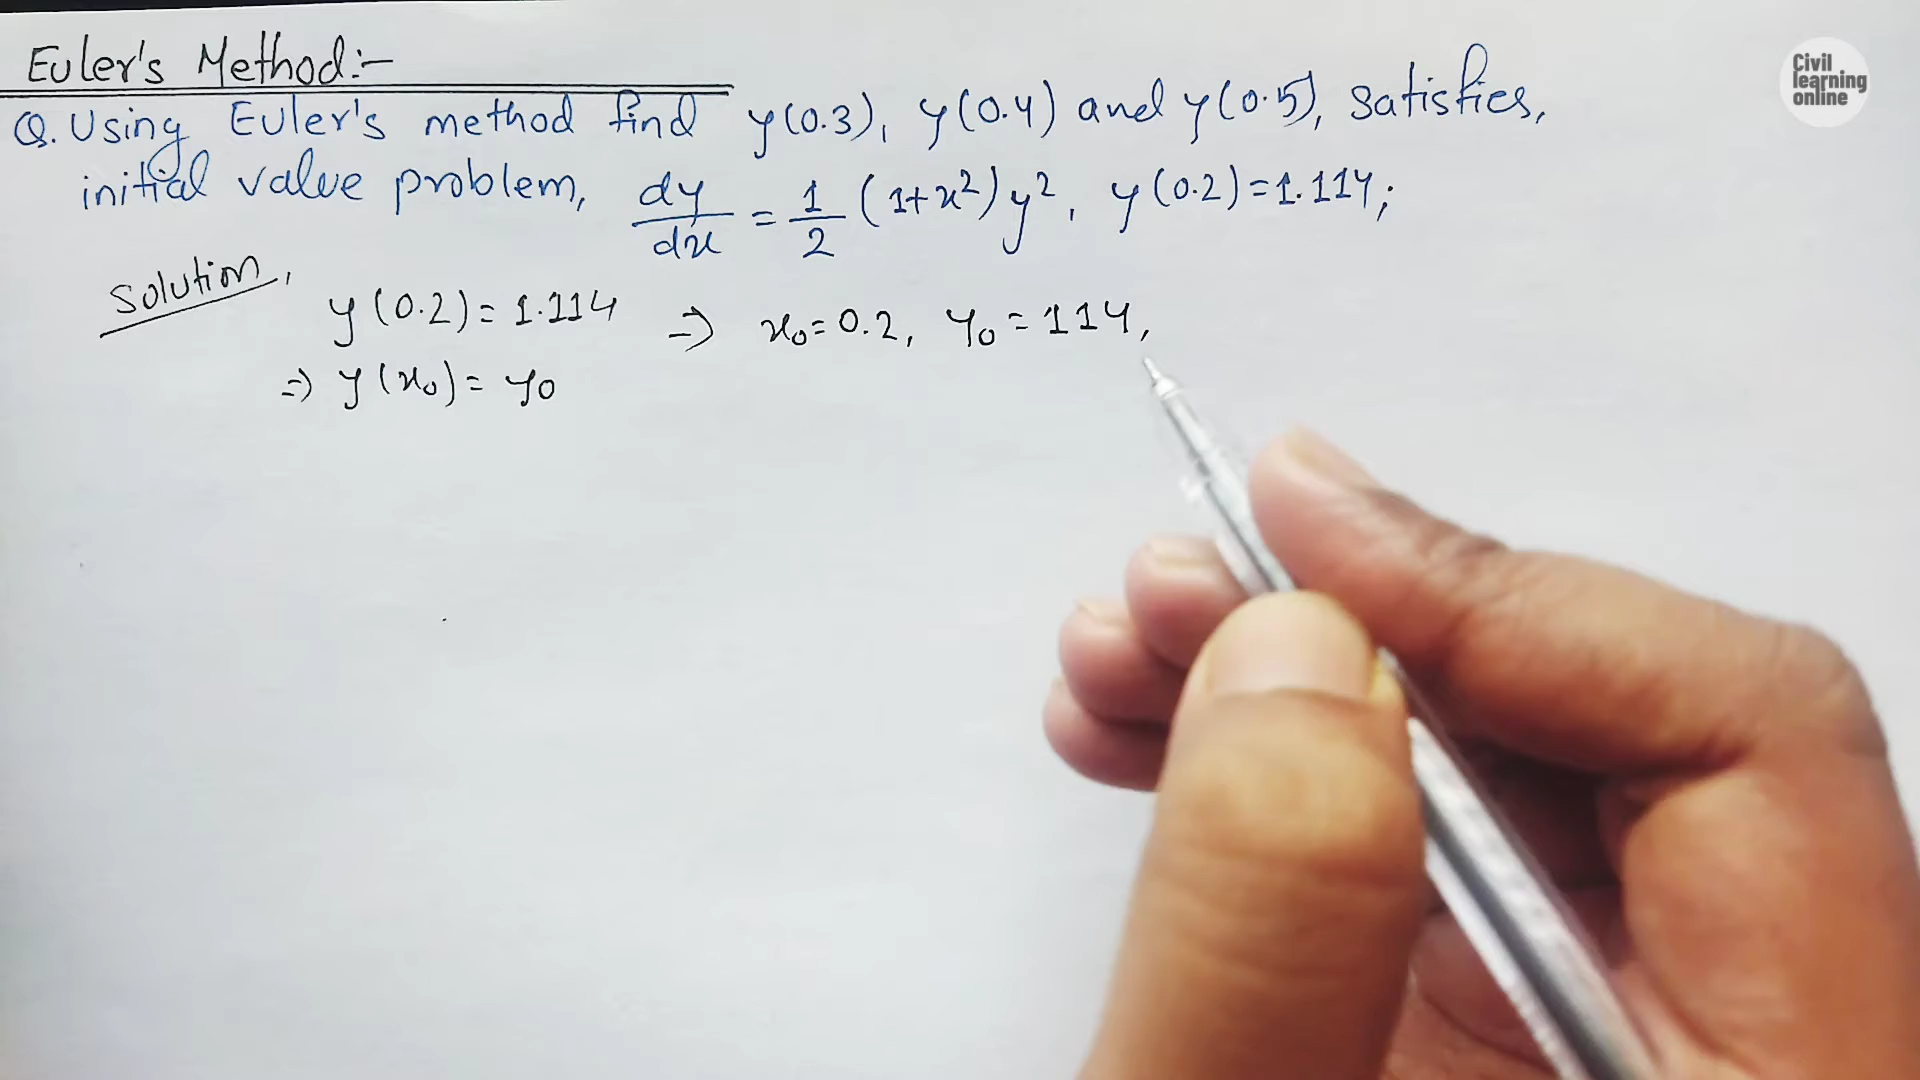 Euler's Method:-
Q. Using Euler's method find y(0.3), y(0.4) and y(0.5), satisfies,
initial value problem, dy/dx = 1/2 (1+x²)y², y(0.2)=1.114;
Solution,
y(0.2)=1.114 ⇒ x₀=0.2, y₀=114,
⇒ y(x₀)=y₀
Civil
learning
online